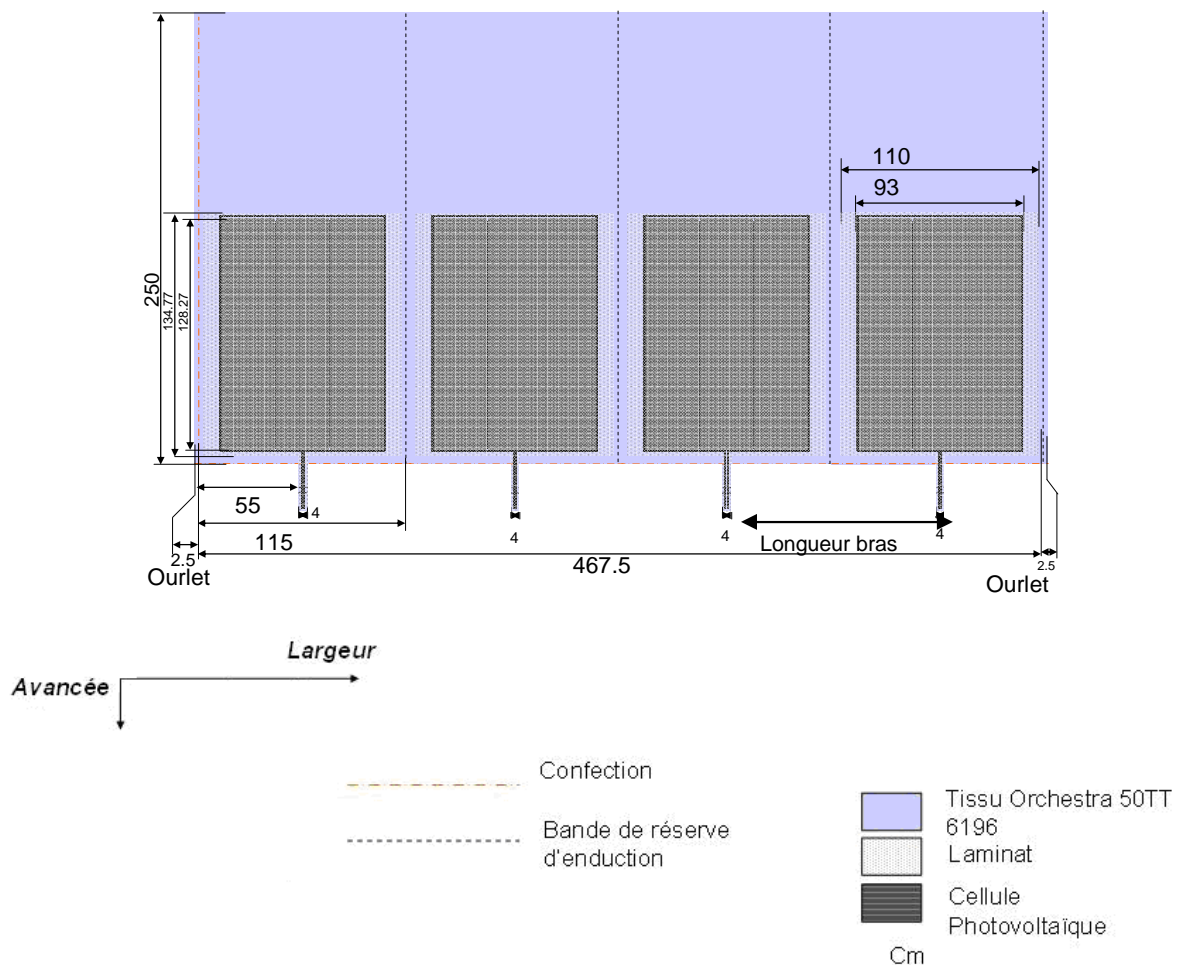 110
93
250
134.77
128.27
55
4
4
4
4
115
Longueur bras
2.5
467.5
2.5
Ourlet
Ourlet
Largeur
Avancée
Confection
Bande de réserve
d'enduction
Tissu Orchestra 50TT
6196
Laminat
Cellule
Photovoltaïque
Cm